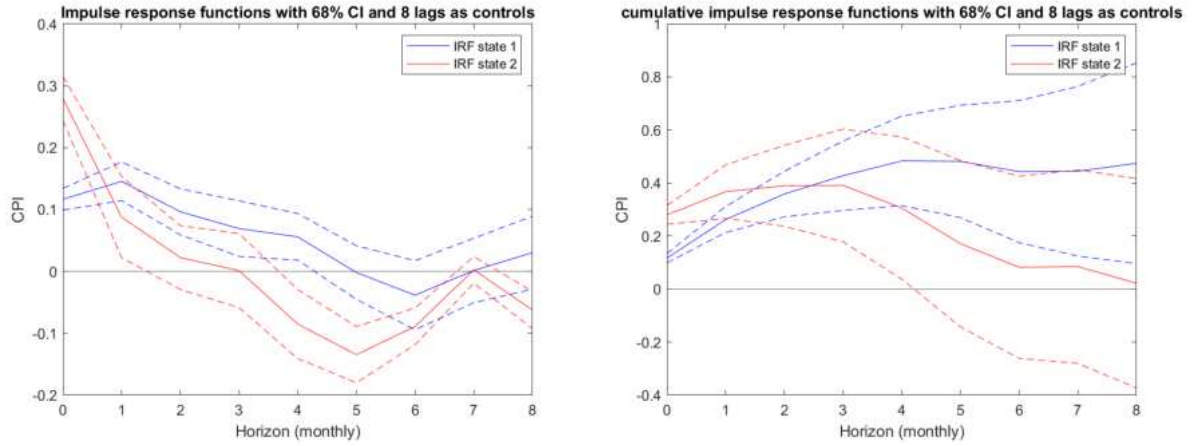 Impulse response functions with 68% CI and 8 lags as controls
0.4
0.3
0.2
0.1
0
-0.1
-0.2
CPI
IRF state 1
IRF state 2
0 1 2 3 4 5 6 7 8
Horizon (monthly)
cumulative impulse response functions with 68% CI and 8 lags as controls
1
0.8
0.6
0.4
0.2
0
-0.2
-0.4
CPI
IRF state 1
IRF state 2
0 1 2 3 4 5 6 7 8
Horizon (monthly)